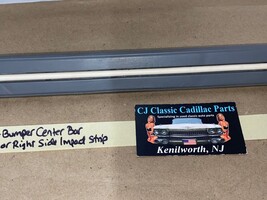 Bumper Center Bar
or Right Side Impact Strip
CJ Classic Cadillac Parts
Specializing in used classic auto parts
Kenilworth, NJ